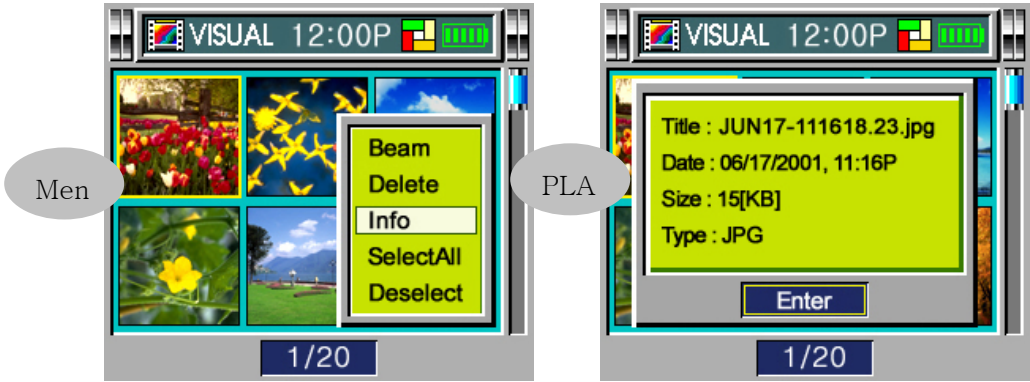 VISUAL 12:00P
Men
Beam
Delete
Info
SelectAll
Deselect
1/20
VISUAL 12:00P
PLA
Title : JUN17-111618.23.jpg
Date : 06/17/2001, 11:16P
Size : 15[KB]
Type : JPG
Enter
1/20